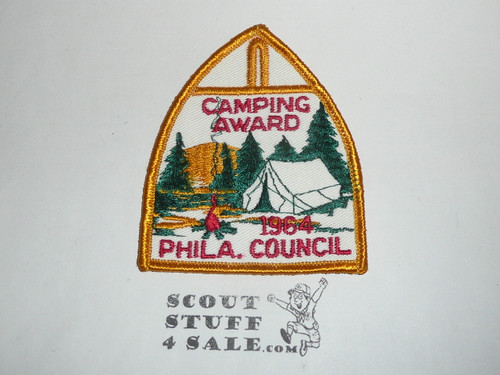 CAMPING
AWARD
1964
PHILA. COUNCIL
SCOUT
STUFF
4 SALE.com